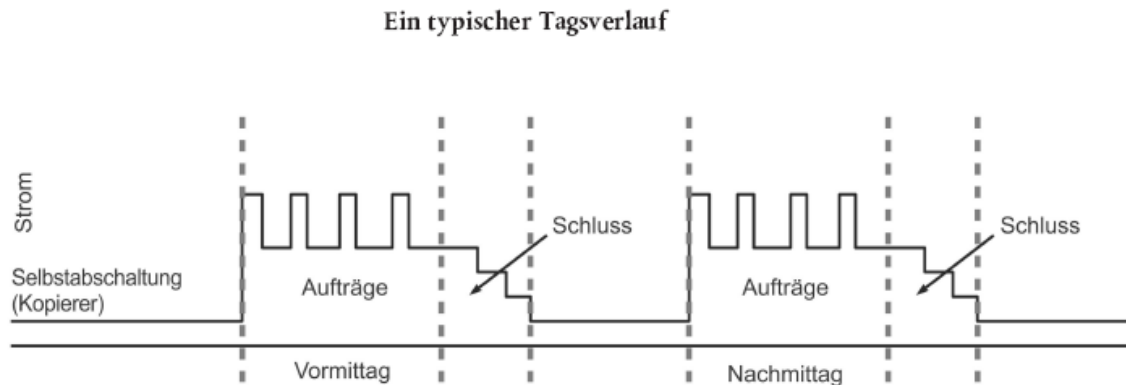 Ein typischer Tagsverlauf
Strom
Schluss
Schluss
Selbstabschaltung
(Kopierer)
Aufträge
Aufträge
Vormittag
Nachmittag